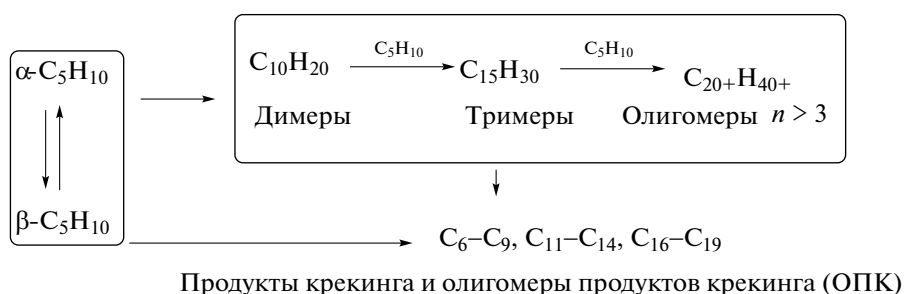 α-C5H10
β-C5H10
C10H20 C5H10 C15H30 C5H10 C20+H40+
Димеры Тримеры Олигомеры n > 3
C6–C9, C11–C14, C16–C19
Продукты крекинга и олигомеры продуктов крекинга (ОПК)